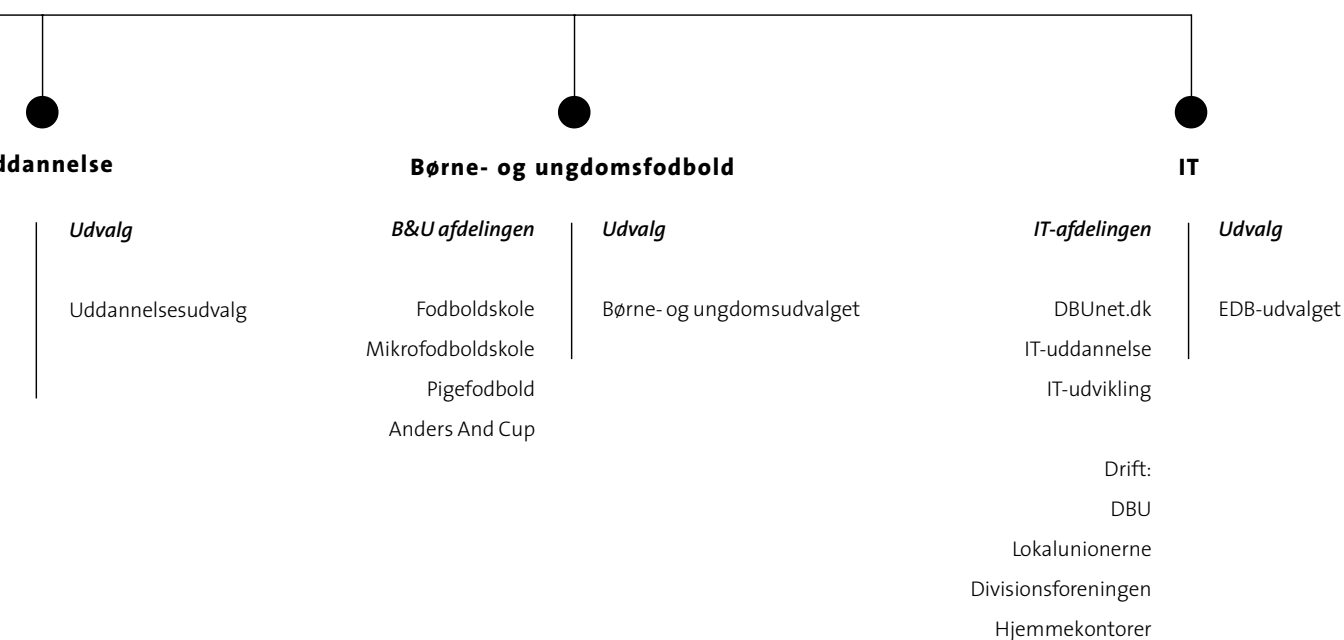 ddannelse
Udvalg
Uddannelsesudvalg
Børne- og ungdomsfodbold
B&U afdelingen
Fodboldskole
Mikrofodboldskole
Pigefodbold
Anders And Cup
Udvalg
Børne- og ungdomsudvalget
IT
IT-afdelingen
DBUnet.dk
IT-uddannelse
IT-udvikling
Drift:
DBU
Lokalunionerne
Divisionsforeningen
Hjemmekontorer
Udvalg
EDB-udvalget